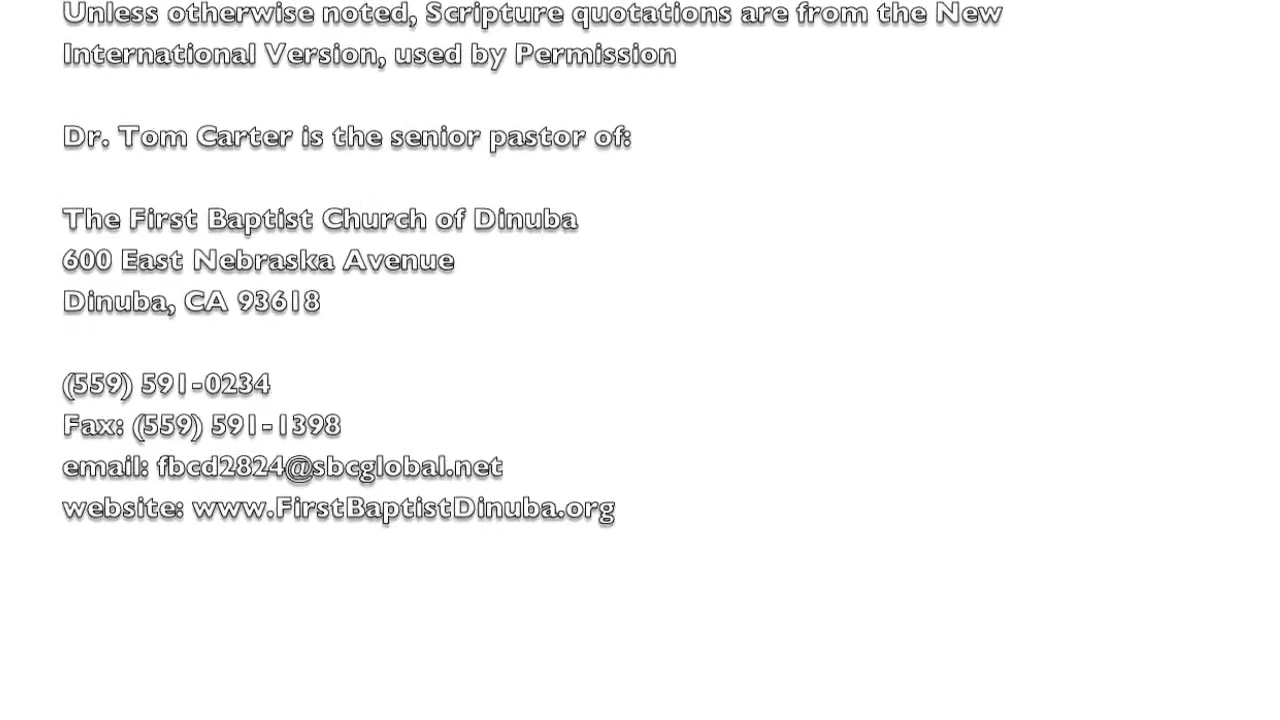 Unless otherwise noted, Scripture quotations are from the New
International Version, used by Permission
Dr. Tom Carter is the senior pastor of:
The First Baptist Church of Dinuba
600 East Nebraska Avenue
Dinuba, CA 93618
(559) 591-0234
Fax: (559) 591-1398
email: fbcd2824@sbcglobal.net
website: www.FirstBaptistDinuba.org